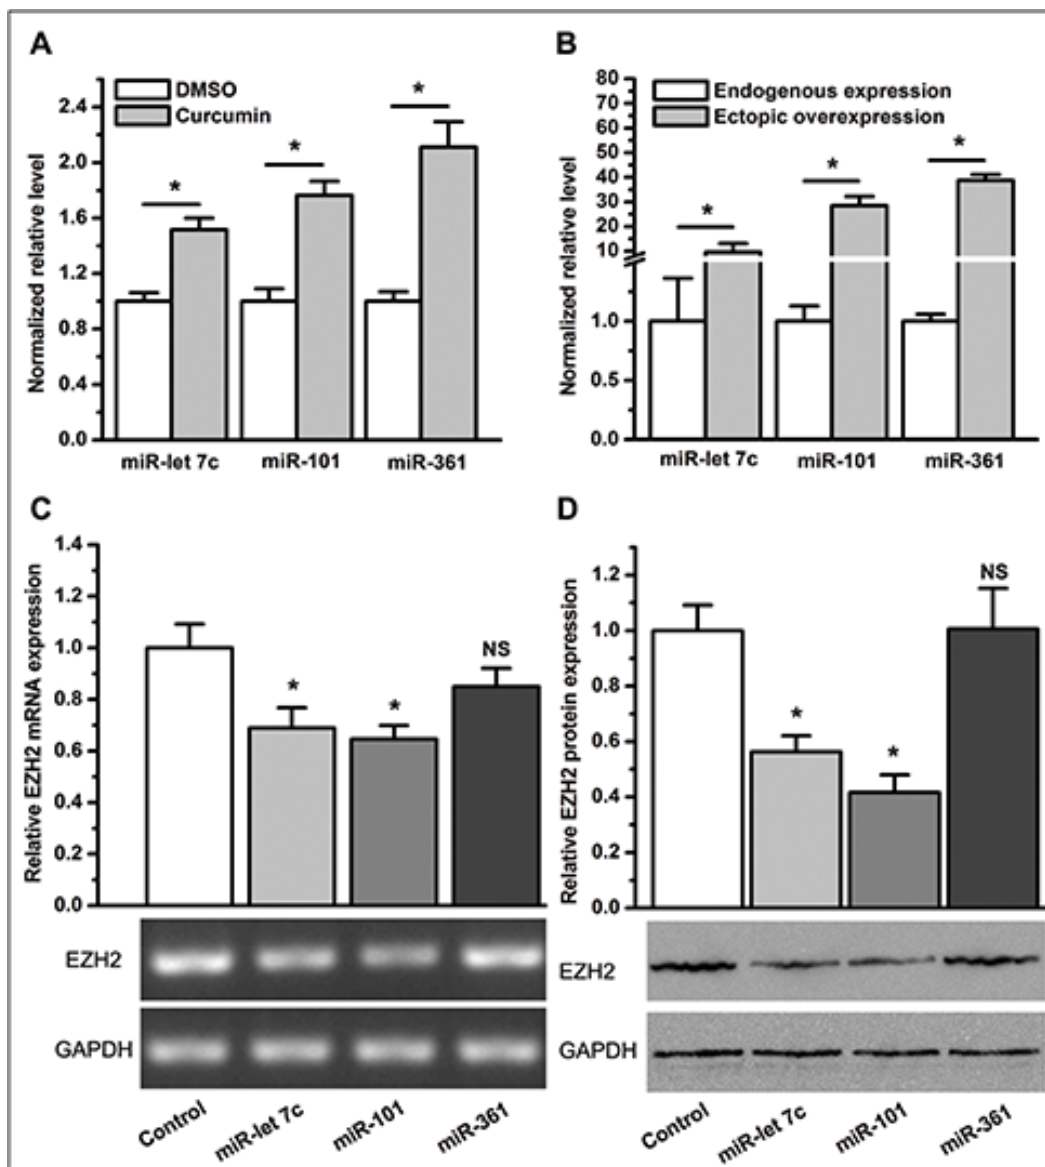 A
DMSO
Curcumin
Normalized relative level
2.4
2.0
1.6
1.2
0.8
0.4
0.0
*
*
*
miR-let 7c
miR-101
miR-361
B
Endogenous expression
Ectopic overexpression
Normalized relative level
80
70
60
50
40
30
20
10
1.0
0.5
0.0
*
*
*
miR-let 7c
miR-101
miR-361
C
Relative EZH2 mRNA expression
1.4
1.2
1.0
0.8
0.6
0.4
0.2
0.0
*
*
NS
EZH2
GAPDH
Control
miR-let 7c
miR-101
miR-361
D
Relative EZH2 protein expression
1.2
1.0
0.8
0.6
0.4
0.2
0.0
*
*
NS
EZH2
GAPDH
Control
miR-let 7c
miR-101
miR-361